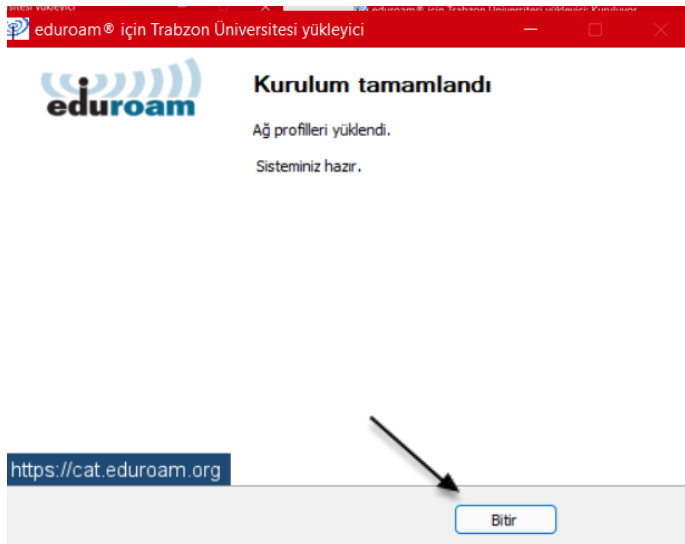 eduroam® için Trabzon Üniversitesi yükleyici
eduroam
Kurulum tamamlandı
Ağ profilleri yüklendi.
Sisteminiz hazır.
https://cat.eduroam.org
Bitir